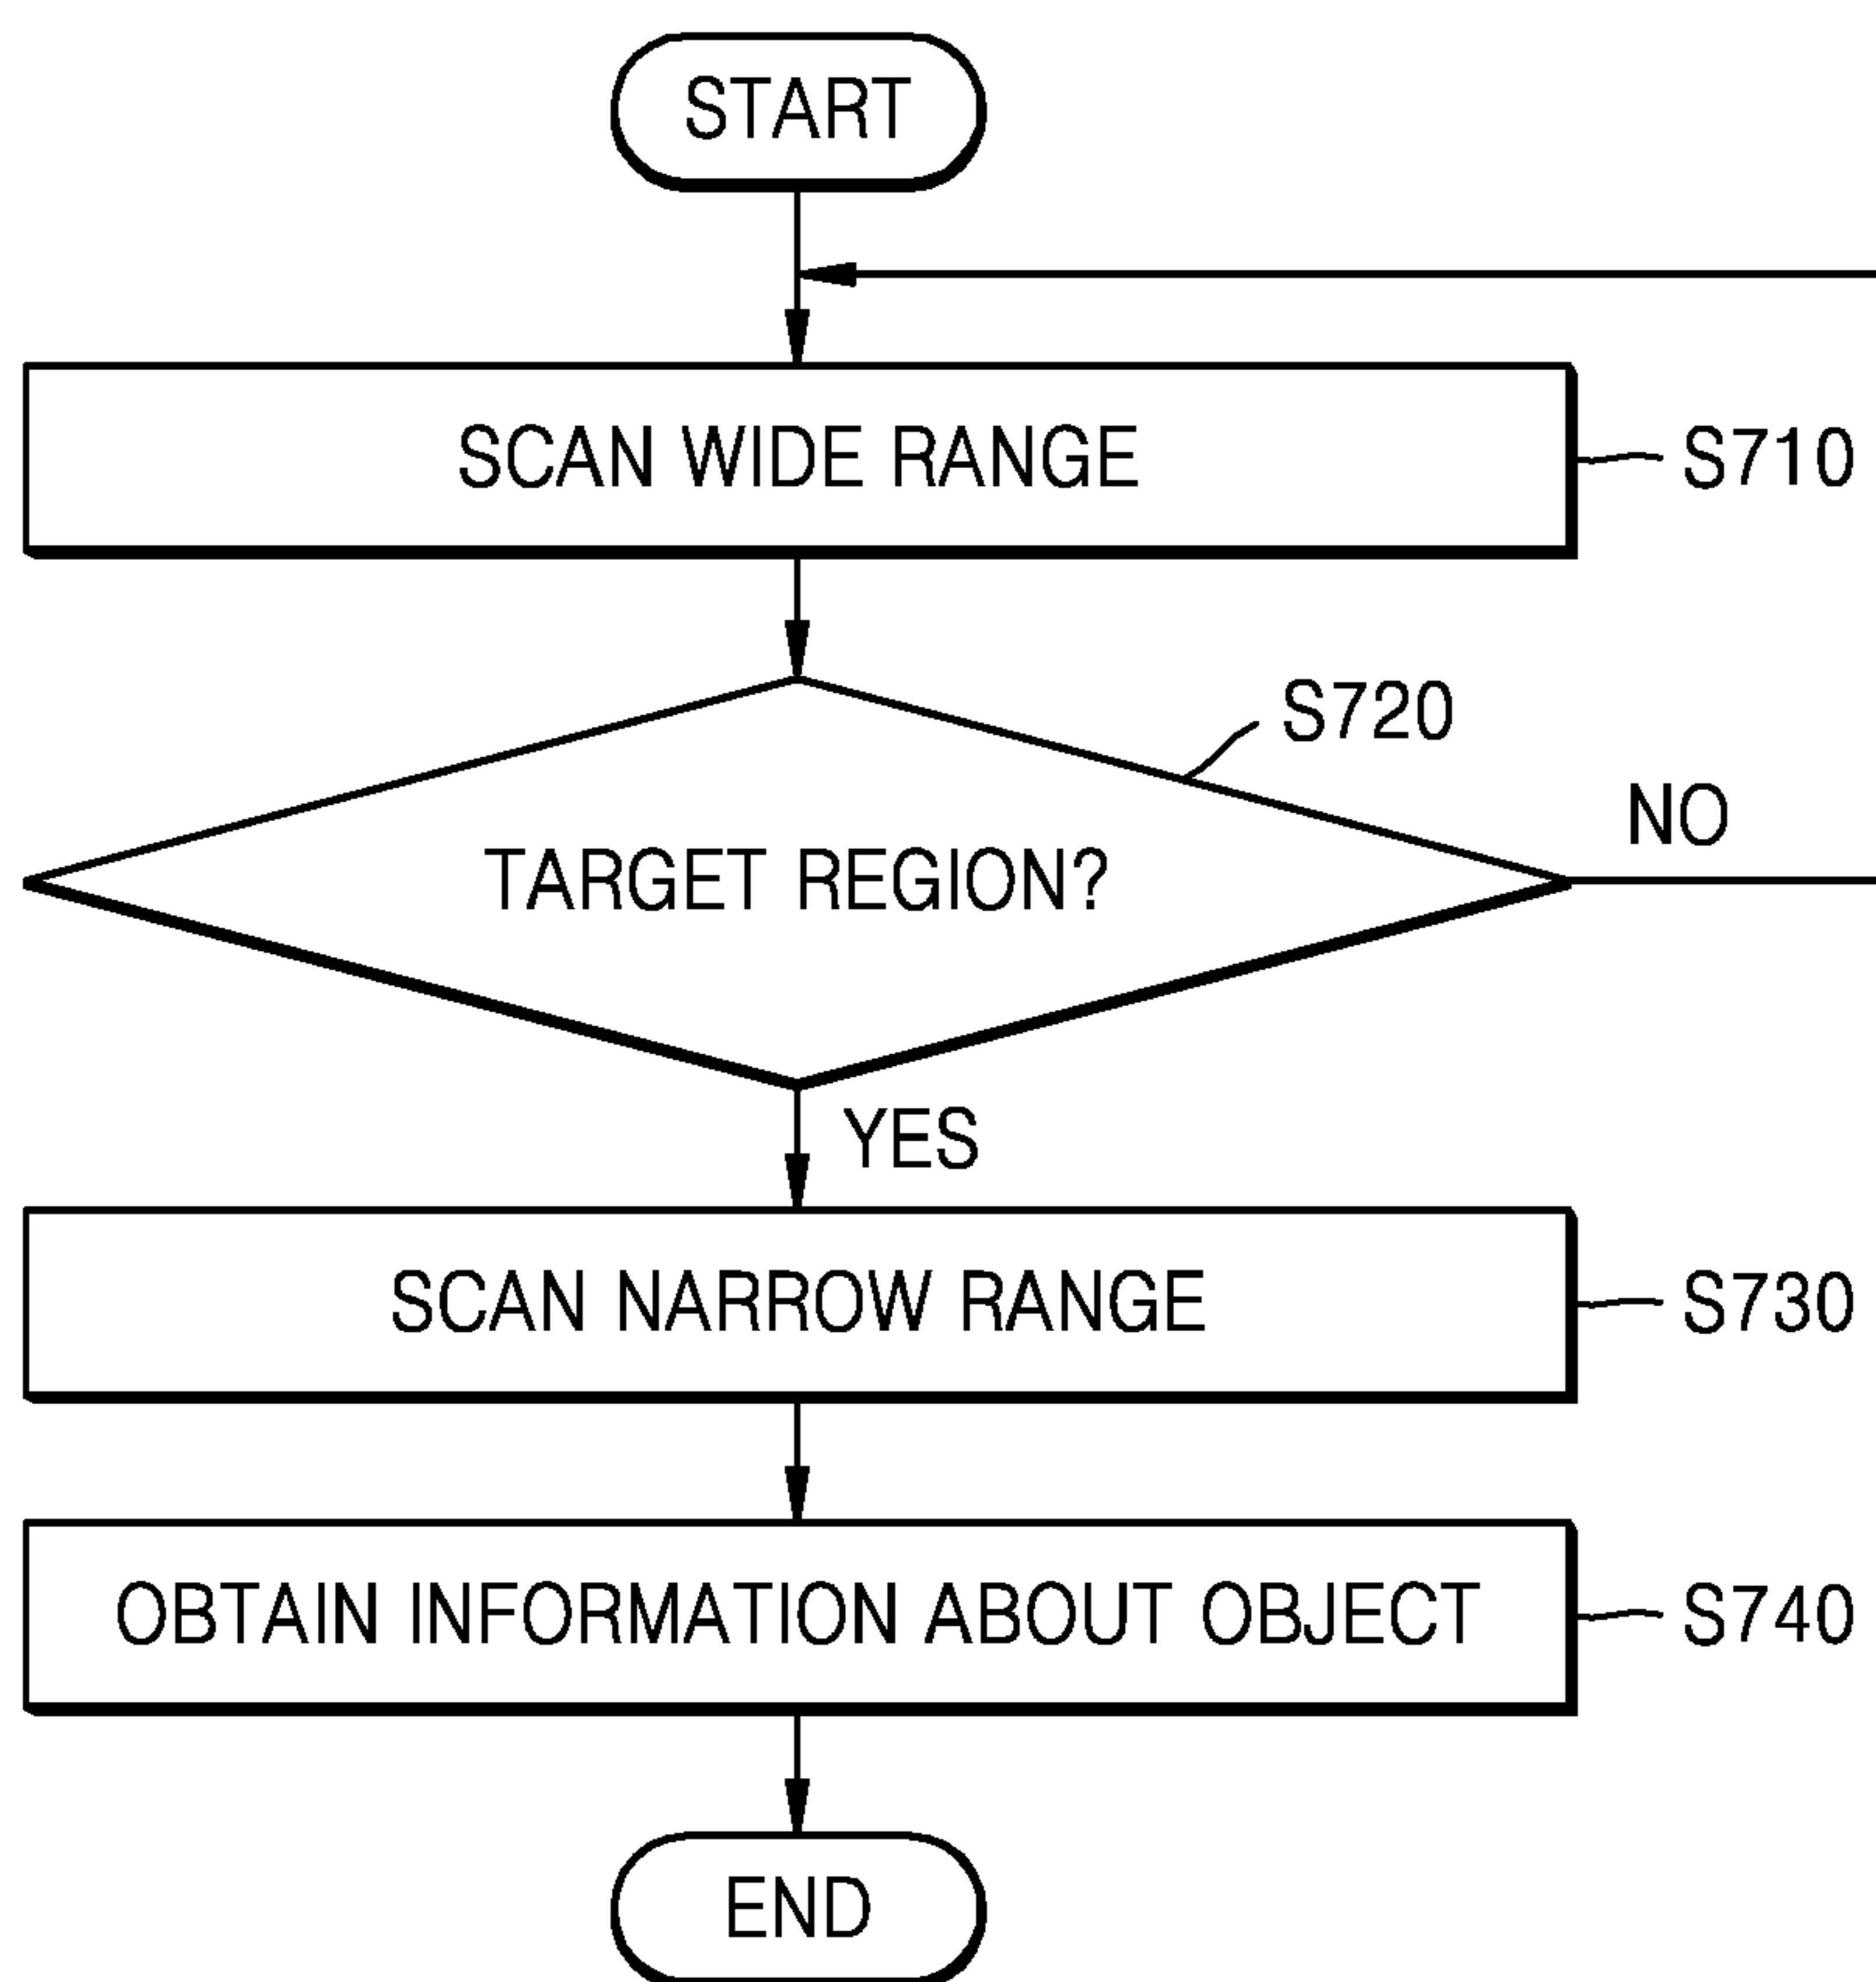 START
SCAN WIDE RANGE
S710
S720
TARGET REGION?
NO
YES
SCAN NARROW RANGE
S730
OBTAIN INFORMATION ABOUT OBJECT
S740
END